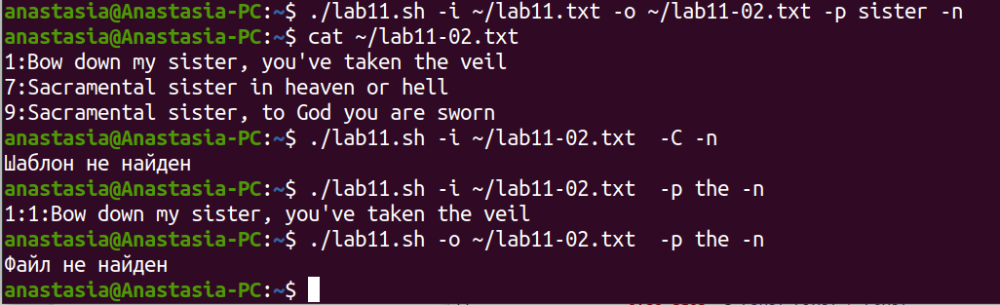 anastasia@Anastasia-PC:~$ ./lab11.sh -i ~/lab11.txt -o ~/lab11-02.txt -p sister -n
anastasia@Anastasia-PC:~$ cat ~/lab11-02.txt
1:Bow down my sister, you've taken the veil
7:Sacramental sister in heaven or hell
9:Sacramental sister, to God you are sworn
anastasia@Anastasia-PC:~$ ./lab11.sh -i ~/lab11-02.txt  -C -n
Шаблон не найден
anastasia@Anastasia-PC:~$ ./lab11.sh -i ~/lab11-02.txt  -p the -n
1:1:Bow down my sister, you've taken the veil
anastasia@Anastasia-PC:~$ ./lab11.sh -o ~/lab11-02.txt  -p the -n
Файл не найден
anastasia@Anastasia-PC:~$